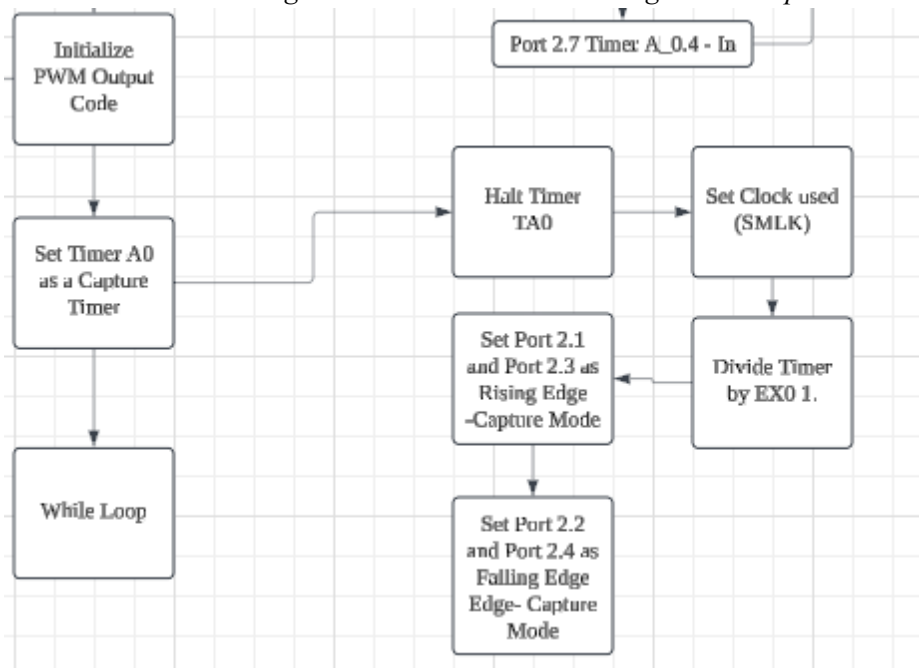 Initialize
PWM Output
Code
Port 2.7 Timer A_0.4 - In
Set Timer A0
as a Capture
Timer
Halt Timer
TA0
Set Clock used
(SMLK)
Set Port 2.1
and Port 2.3 as
Rising Edge
-Capture Mode
Divide Timer
by EX0 1.
While Loop
Set Port 2.2
and Port 2.4 as
Falling Edge
Edge- Capture
Mode